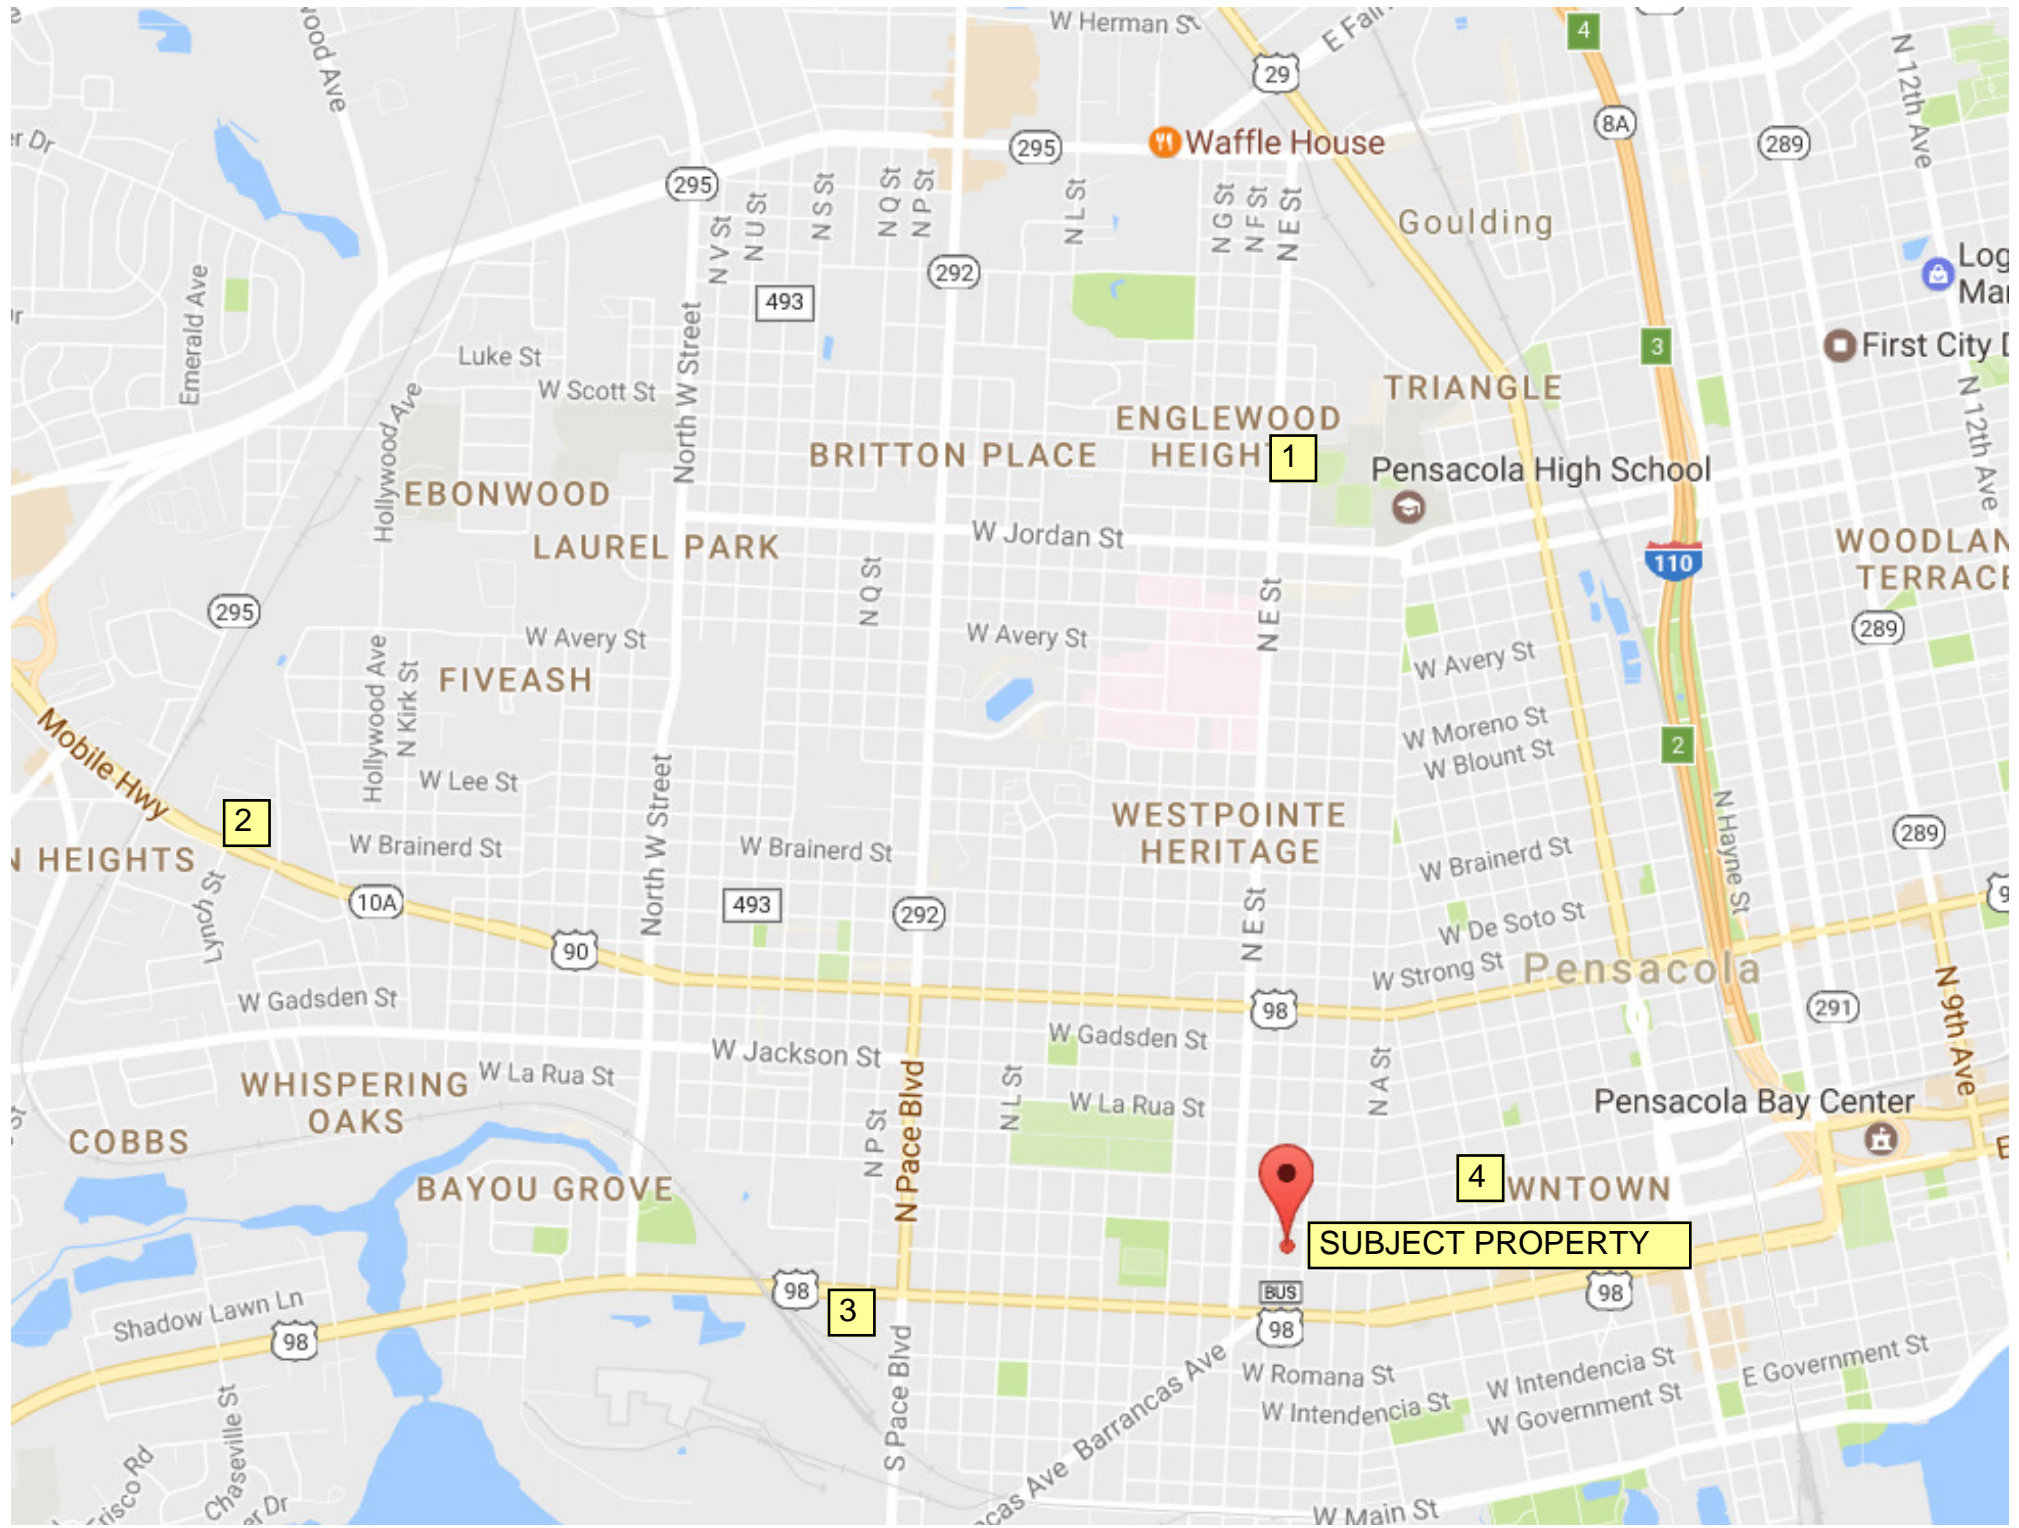 W Herman St
29
4
N 12th Ave
8A
289
295
Waffle House
295
N V St
N U St
N S St
N Q St
N P St
N L St
N G St
N F St
N E St
Goulding
292
493
Emerald Ave
North W Street
Luke St
W Scott St
Hollywood Ave
3
First City
N 12th Ave
TRIANGLE
ENGLEWOOD
1
BRITTON PLACE
Pensacola High School
EBONWOOD
LAUREL PARK
W Jordan St
110
295
N Q St
N E St
289
W Avery St
W Avery St
W Avery St
FIVEASH
Hollywood Ave
N Kirk St
Mobile Hwy
W Moreno St
W Blount St
2
W Lee St
North W Street
N Hayne St
2
WESTPOINTE
HERITAGE
289
HEIGHTS
W Brainerd St
W Brainerd St
W Brainerd St
Lynch St
10A
493
292
N E St
W De Soto St
90
W Strong St
Pensacola
N 9th Ave
W Gadsden St
98
291
W Gadsden St
W Jackson St
WHISPERING
OAKS
W La Rua St
N Pace Blvd
N L St
W La Rua St
N A St
Pensacola Bay Center
COBBS
N P St
BAYOU GROVE
4
WNTOWN
SUBJECT PROPERTY
98
3
BUS
98
98
Shadow Lawn Ln
98
S Pace Blvd
Barrancas Ave
W Romana St
W Intendencia St
W Intendencia St
W Government St
E Government St
Chaseville St
W Main St